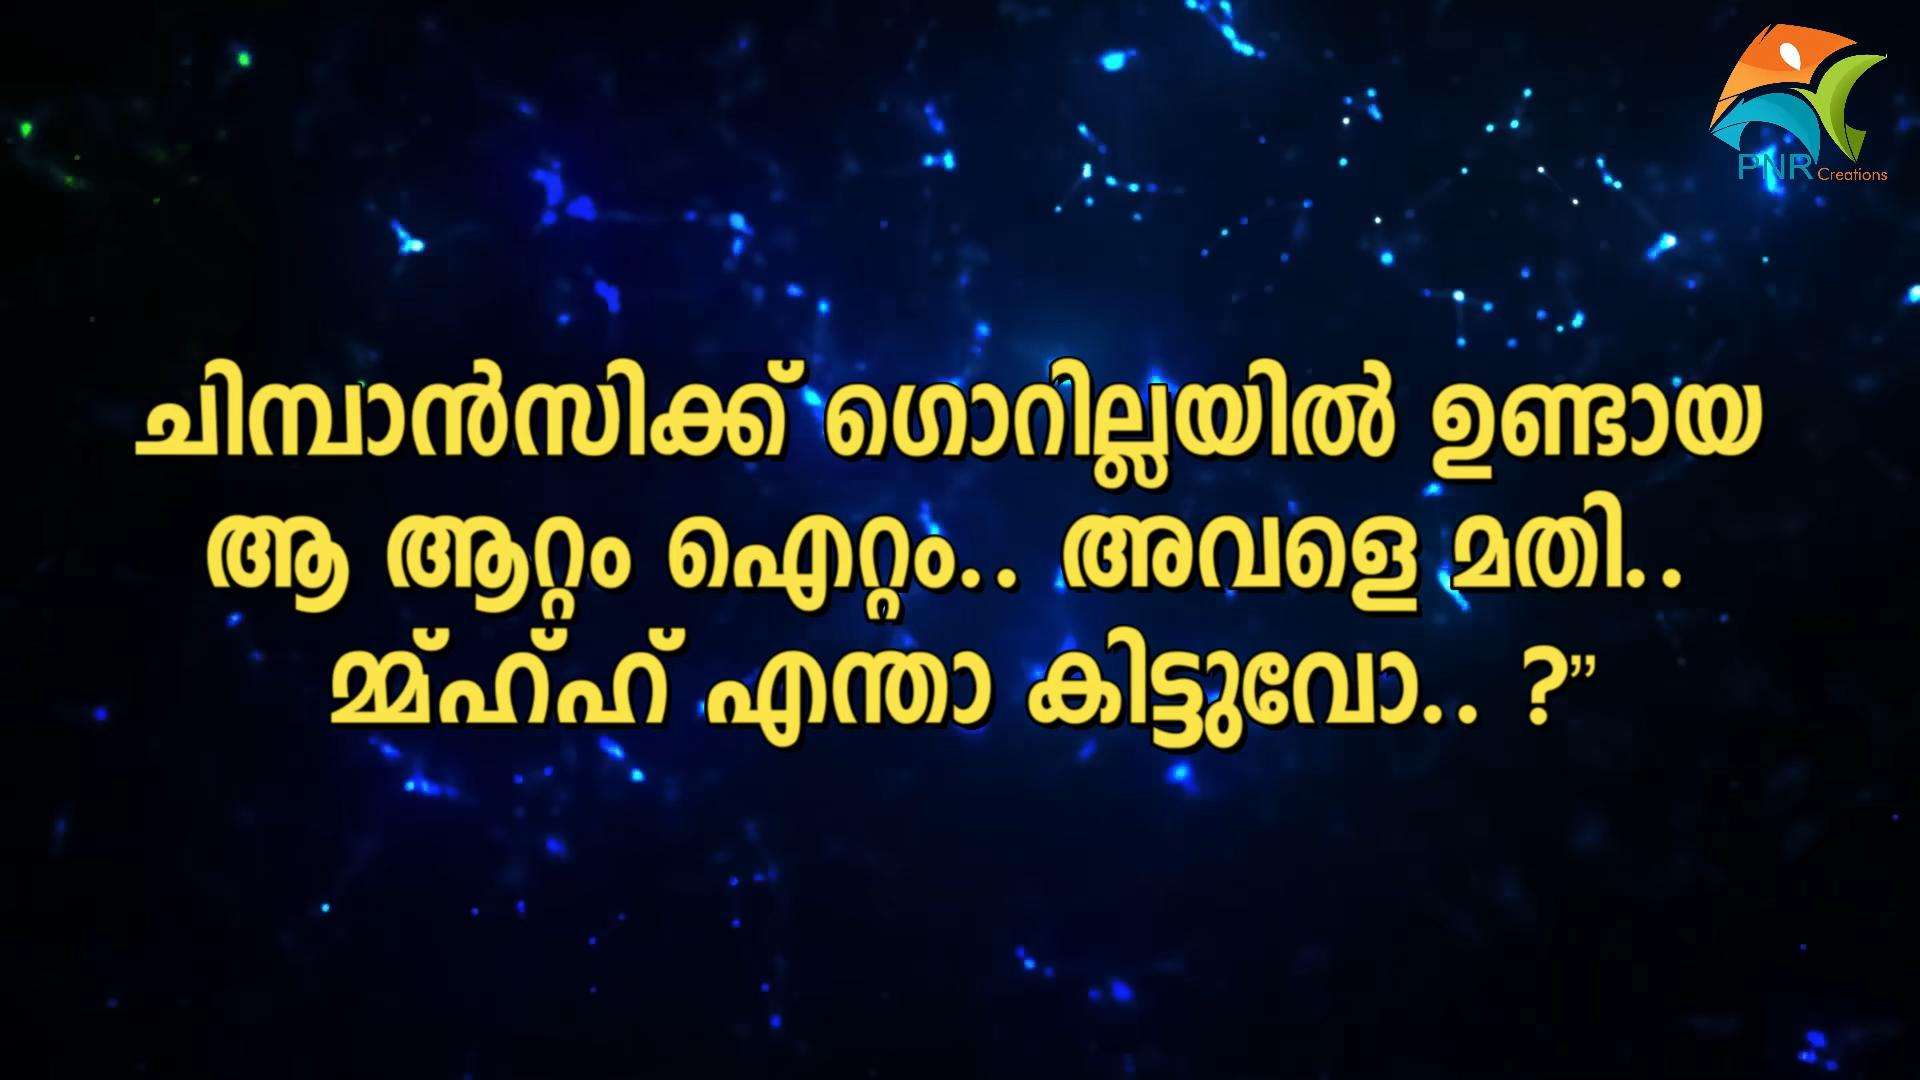 PNR Creations
ചിമ്പാൻസിക്ക് ഗൊറില്ലയിൽ ഉണ്ടായ
ആ ആറ്റം ഐറ്റം.. അവളെ മതി..
മ്മ്ഹ്ഹ് എന്താ കിട്ടുവോ.. ?”